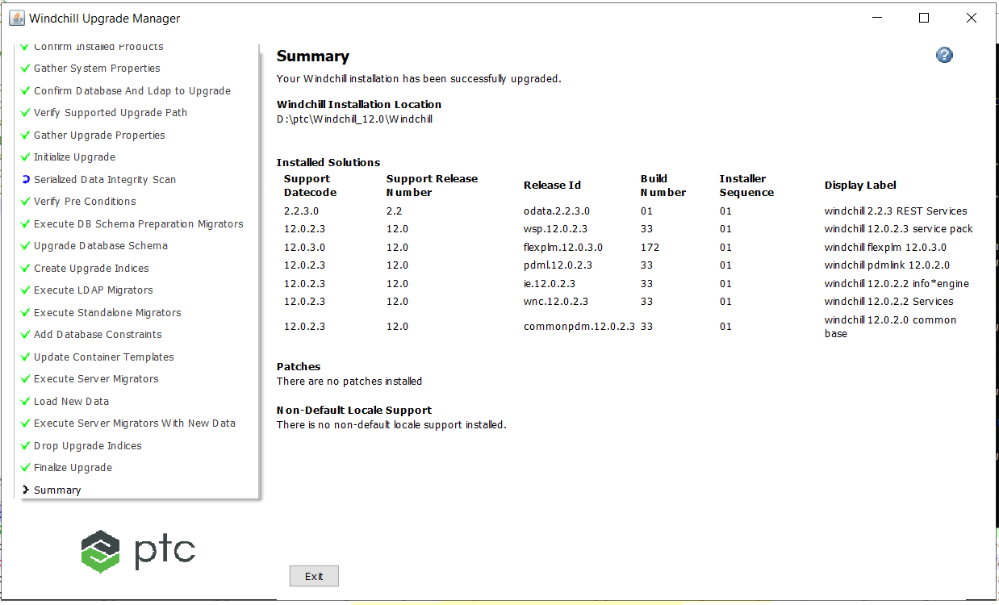 Windchill Upgrade Manager
Confirm Installed Products
Gather System Properties
Confirm Database And Ldap to Upgrade
Verify Supported Upgrade Path
Gather Upgrade Properties
Initialize Upgrade
Serialized Data Integrity Scan
Verify Pre Conditions
Execute DB Schema Preparation Migrators
Upgrade Database Schema
Create Upgrade Indices
Execute LDAP Migrators
Execute Standalone Migrators
Add Database Constraints
Update Container Templates
Execute Server Migrators
Load New Data
Execute Server Migrators With New Data
Drop Upgrade Indices
Finalize Upgrade
Summary
ptc
Summary
?
Your Windchill installation has been successfully upgraded.
Windchill Installation Location
D:\ptc\Windchill_12.0\Windchill
Installed Solutions
Support Datecode Support Release Number Release Id Build Number Installer Sequence Display Label
2.2.3.0 2.2 odata.2.2.3.0 01 01 windchill 2.2.3 REST Services
12.0.2.3 12.0 wsp.12.0.2.3 33 01 windchill 12.0.2.3 service pack
12.0.3.0 12.0 flexplm.12.0.3.0 172 01 windchill flexplm 12.0.3.0
12.0.2.3 12.0 pdml.12.0.2.3 33 01 windchill pdmlink 12.0.2.0
12.0.2.3 12.0 ie.12.0.2.3 33 01 windchill 12.0.2.2 info*engine
12.0.2.3 12.0 wnc.12.0.2.3 33 01 windchill 12.0.2.2 Services
12.0.2.3 12.0 commonpdm.12.0.2.3 33 01 windchill 12.0.2.0 common base
Patches
There are no patches installed
Non-Default Locale Support
There is no non-default locale support installed.
Exit